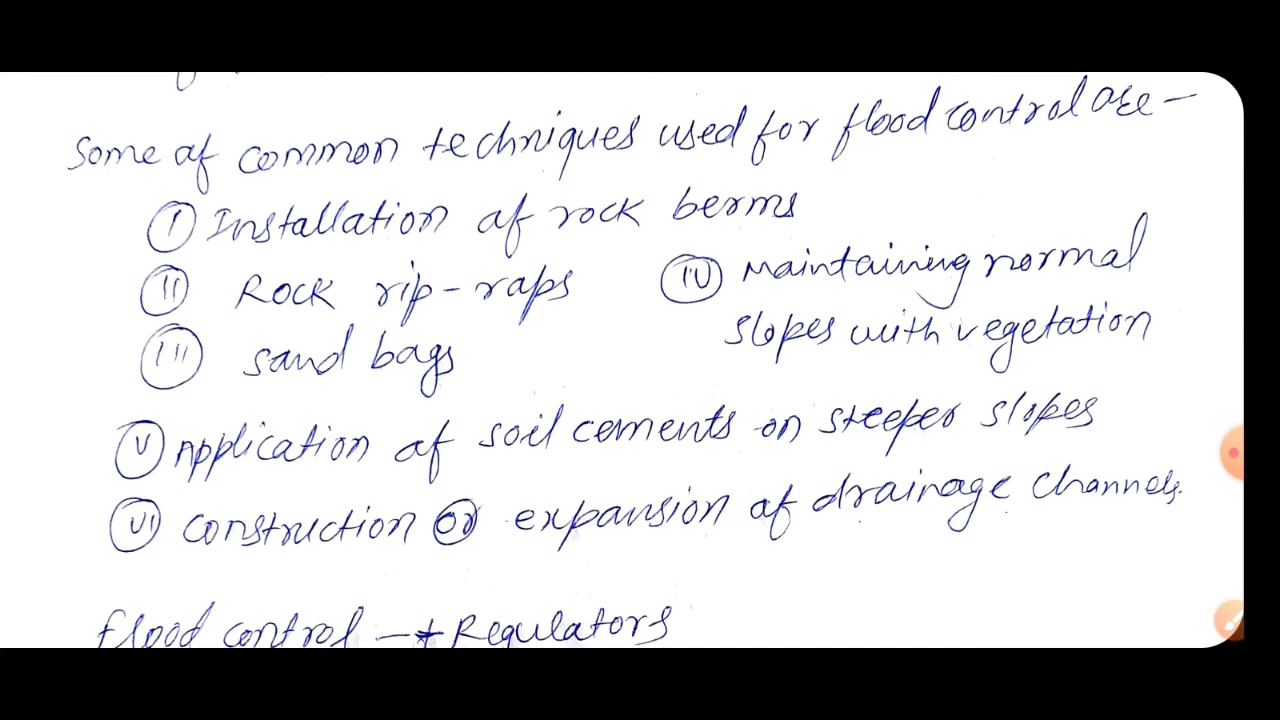 Some of common techniques used for flood control are -
(I) Installation of rock berms
(II) Rock rip-raps
(III) Sand bags
(IV) Maintaining normal
slopes with vegetation
(V) Application of soil cements on steeper slopes
(VI) construction or expansion of drainage channels.
flood control - Regulators